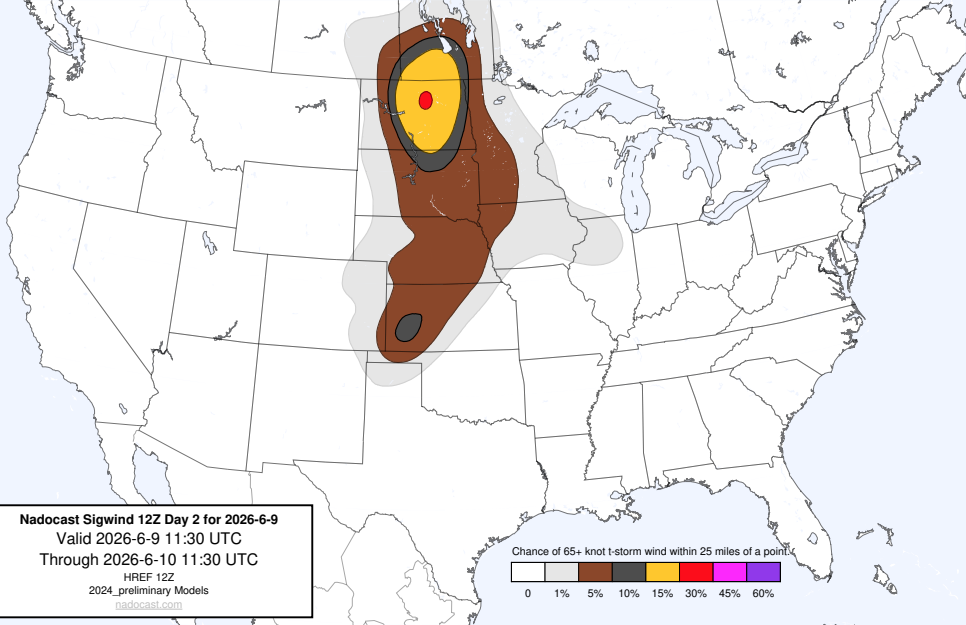 Nadocast Sigwind 12Z Day 2 for 2026-6-9
Valid 2026-6-9 11:30 UTC
Through 2026-6-10 11:30 UTC
HREF 12Z
2024_preliminary Models
nadocast.com
Chance of 65+ knot t-storm wind within 25 miles of a point.
0 1% 5% 10% 15% 30% 45% 60%